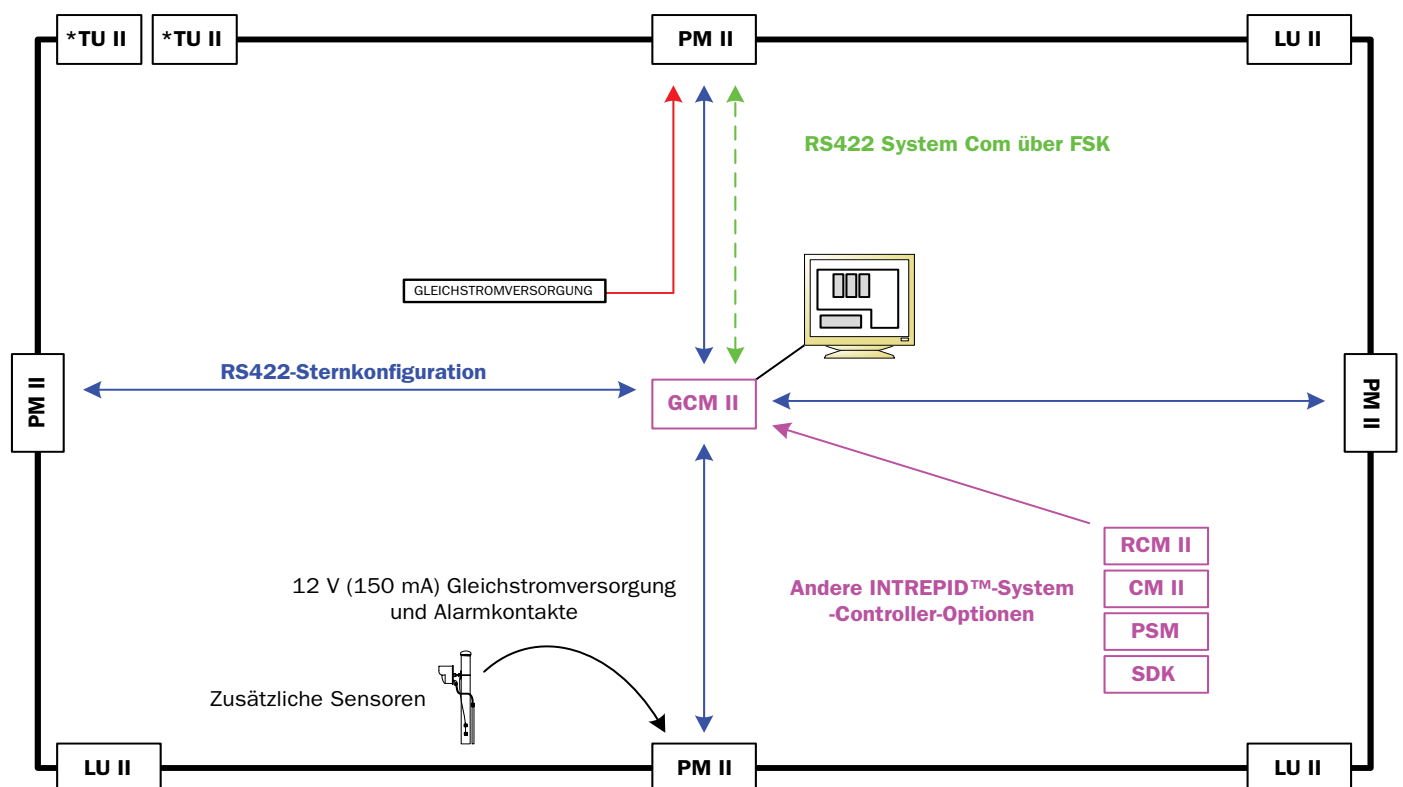 *TU II
*TU II
PM II
LU II
RS422 System Com über FSK
GLEICHSTROMVERSORGUNG
RS422-Sternkonfiguration
PM II
GCM II
PM II
RCM II
CM II
PSM
SDK
Andere INTREPID™-System
-Controller-Optionen
12 V (150 mA) Gleichstromversorgung
und Alarmkontakte
Zusätzliche Sensoren
LU II
PM II
LU II